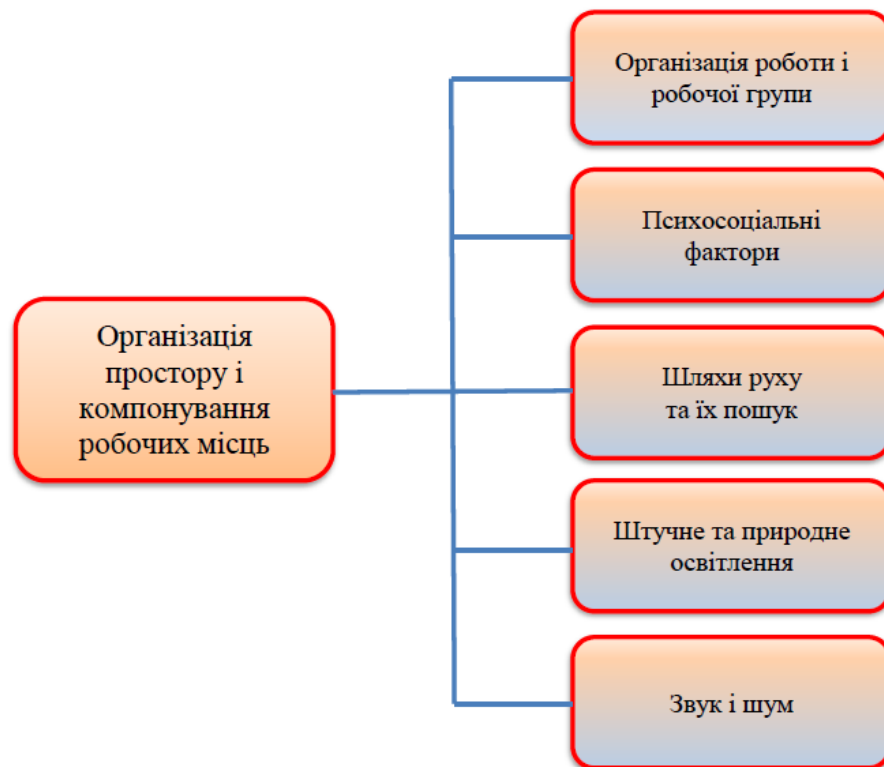 Організація
простору і
компонування
робочих місць
Організація роботи і
робочої групи
Психосоціальні
фактори
Шляхи руху
та їх пошук
Штучне та природне
освітлення
Звук і шум